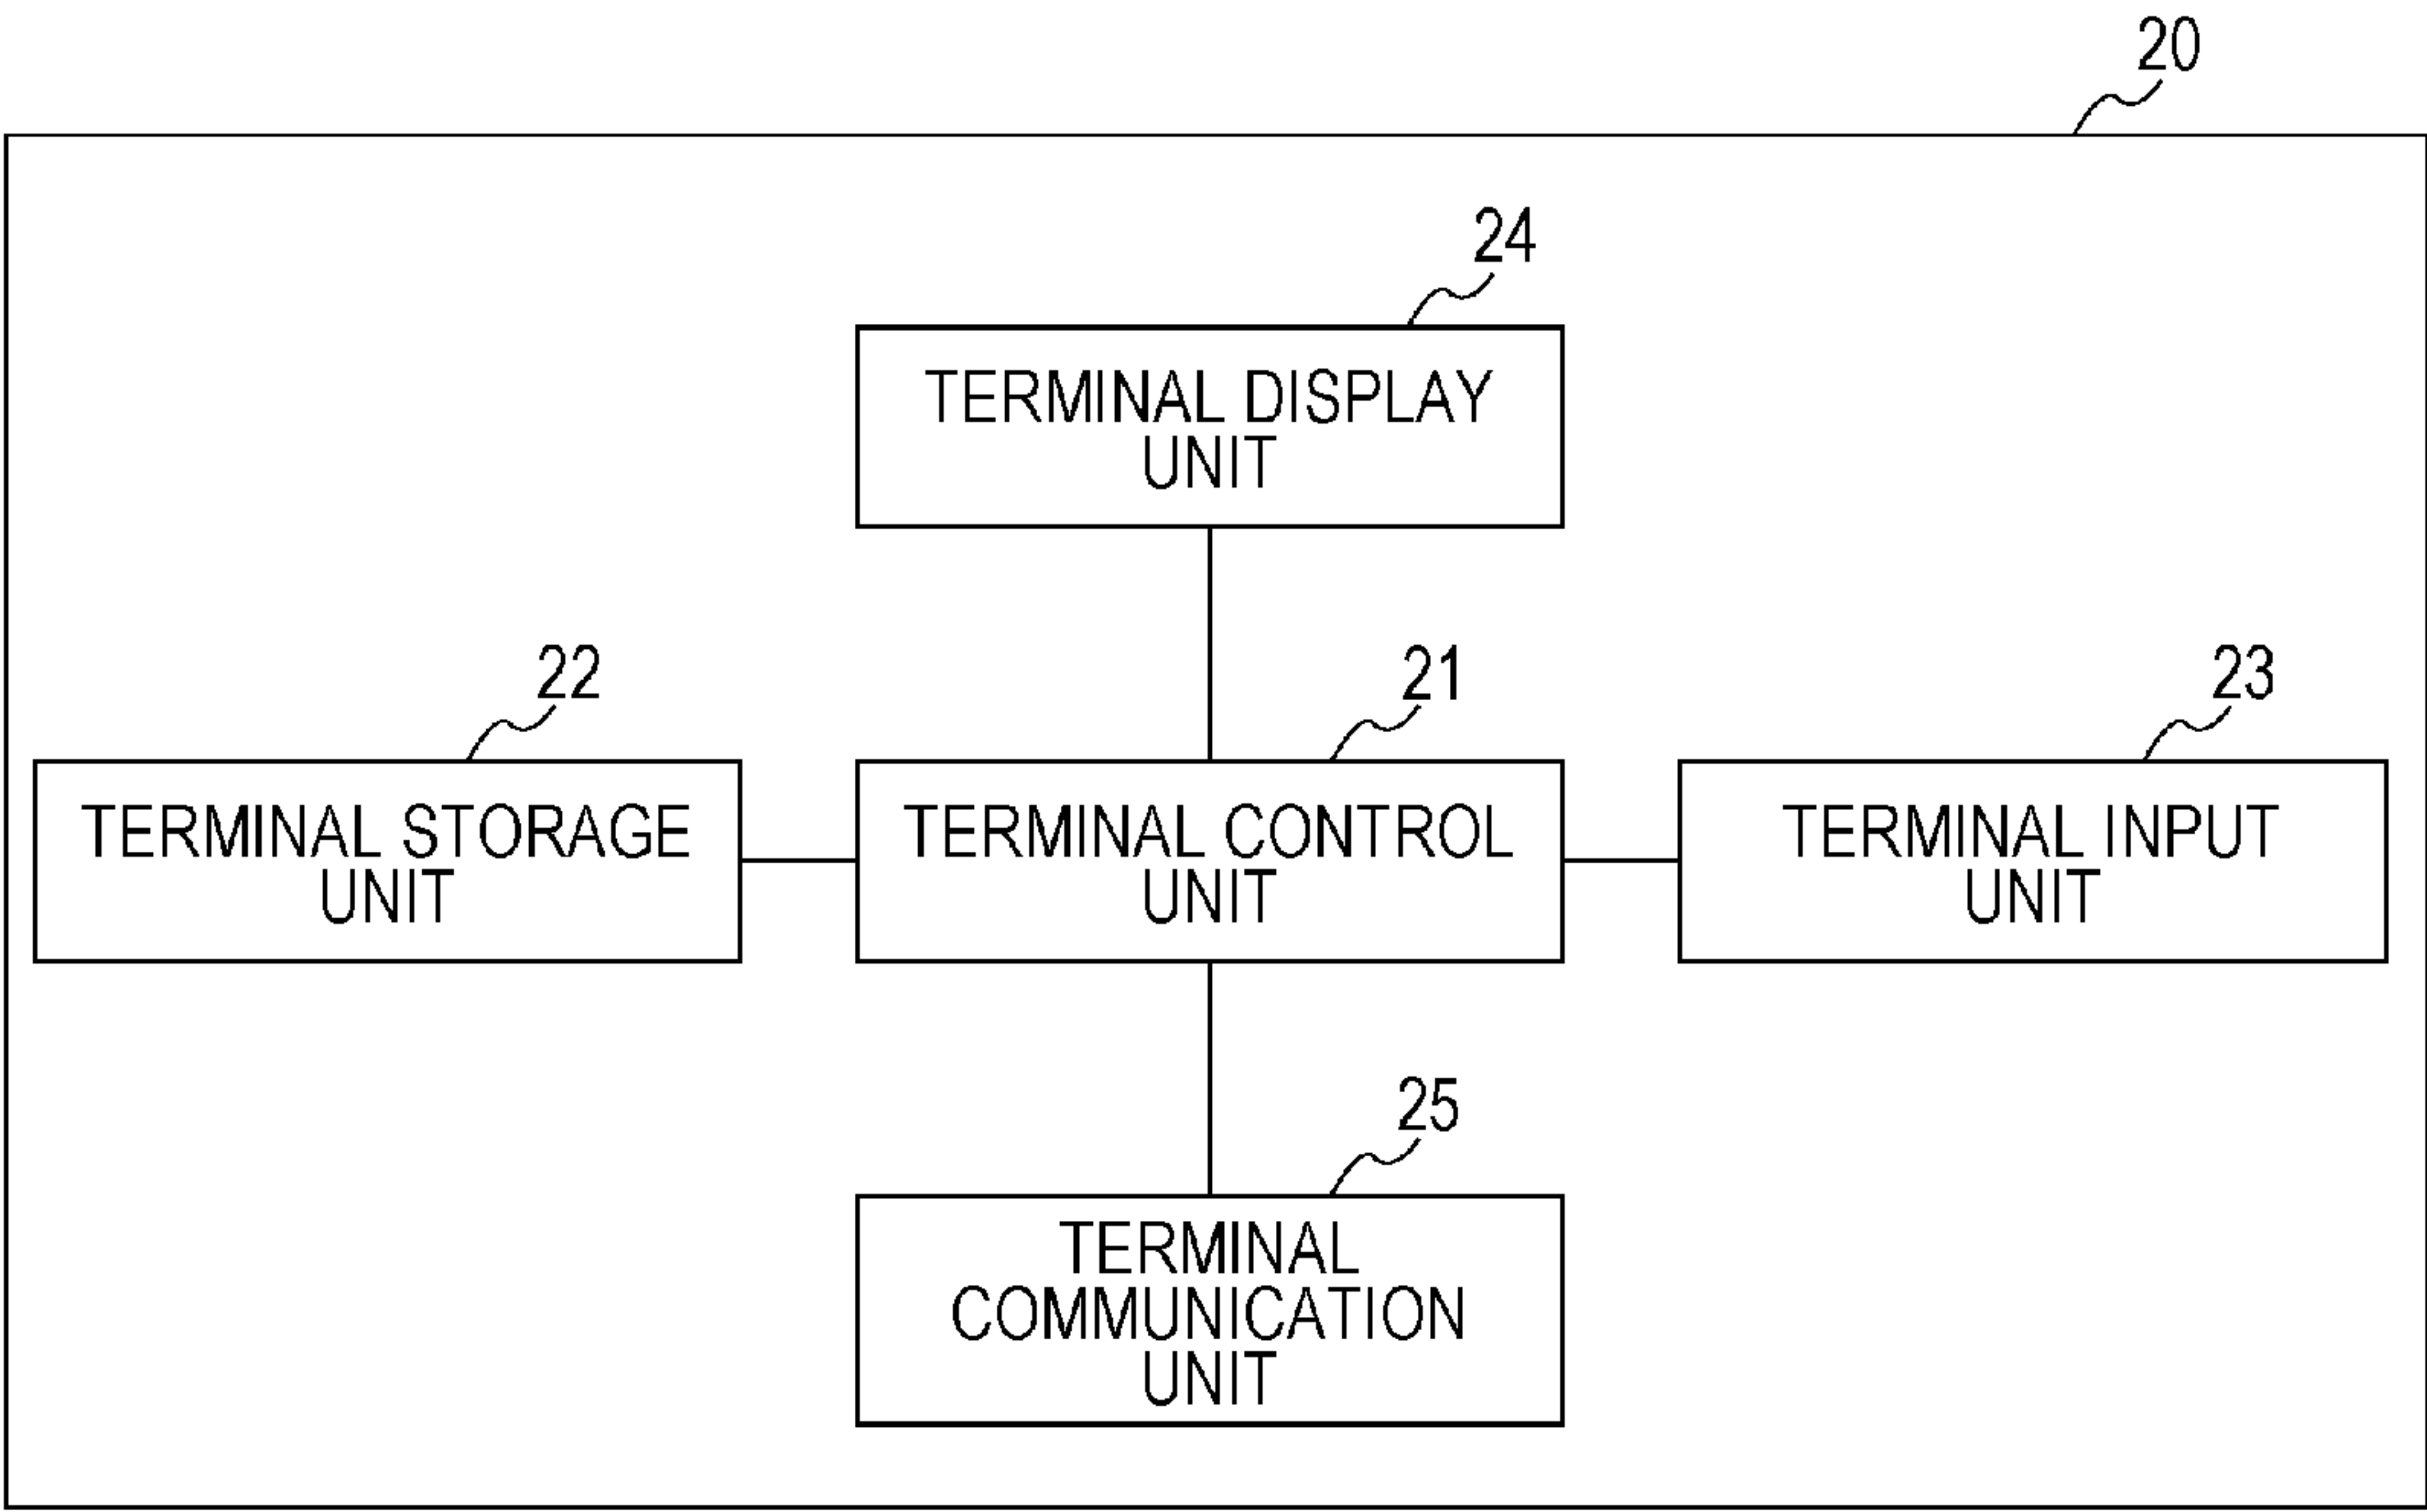 20
24
TERMINAL DISPLAY
UNIT
22
21
23
TERMINAL STORAGE
UNIT
TERMINAL CONTROL
UNIT
TERMINAL INPUT
UNIT
25
TERMINAL
COMMUNICATION
UNIT